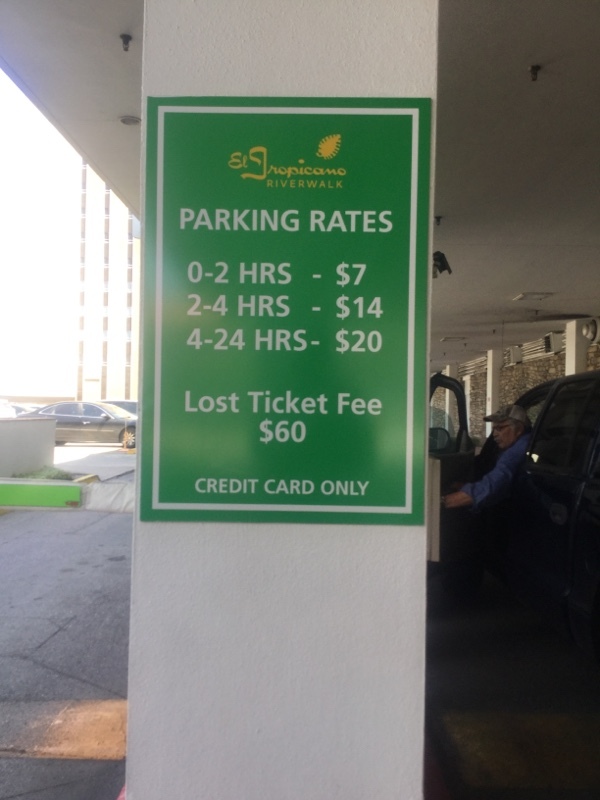 El Tropicano
RIVERWALK
PARKING RATES
0-2 HRS - $7
2-4 HRS - $14
4-24 HRS- $20
Lost Ticket Fee
$60
CREDIT CARD ONLY